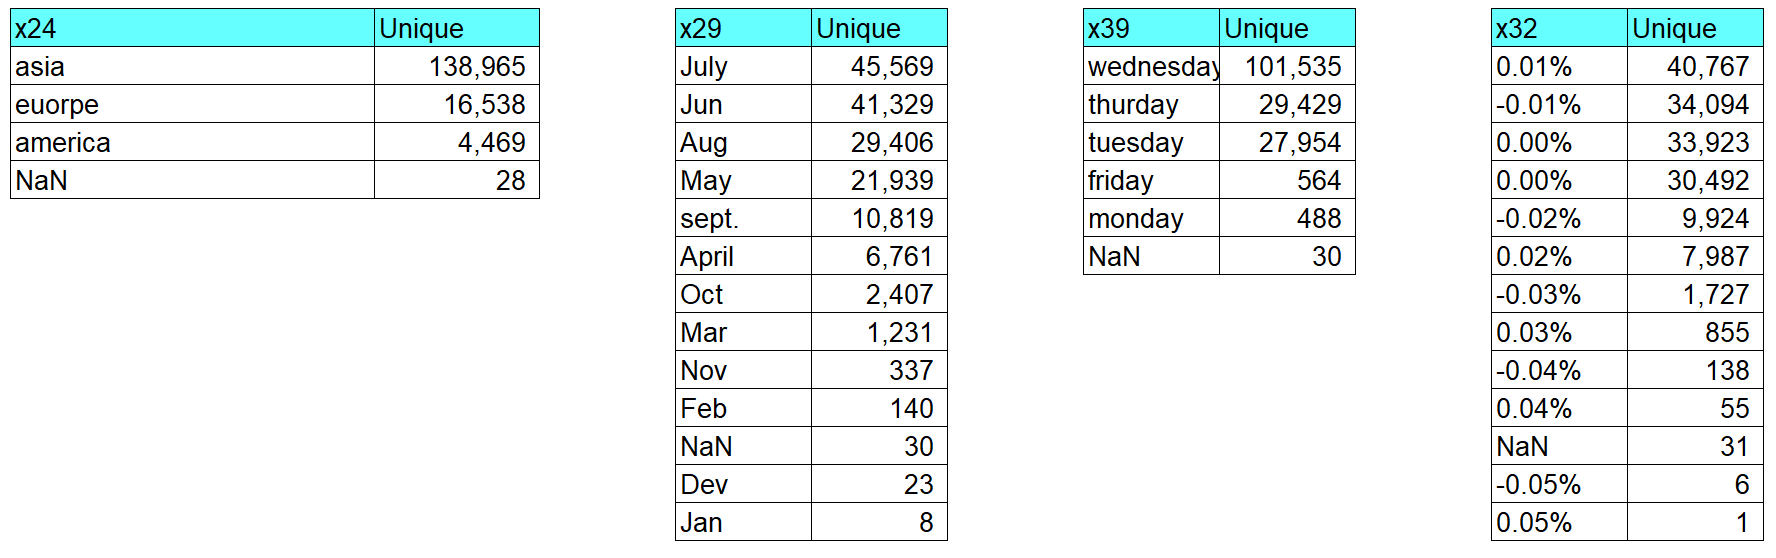 x24 Unique
asia 138,965
euorpe 16,538
america 4,469
NaN 28
x29 Unique
July 45,569
Jun 41,329
Aug 29,406
May 21,939
sept. 10,819
April 6,761
Oct 2,407
Mar 1,231
Nov 337
Feb 140
NaN 30
Dev 23
Jan 8
x39 Unique
wednesday 101,535
thurday 29,429
tuesday 27,954
friday 564
monday 488
NaN 30
x32 Unique
0.01% 40,767
-0.01% 34,094
0.00% 33,923
0.00% 30,492
-0.02% 9,924
0.02% 7,987
-0.03% 1,727
0.03% 855
-0.04% 138
0.04% 55
NaN 31
-0.05% 6
0.05% 1